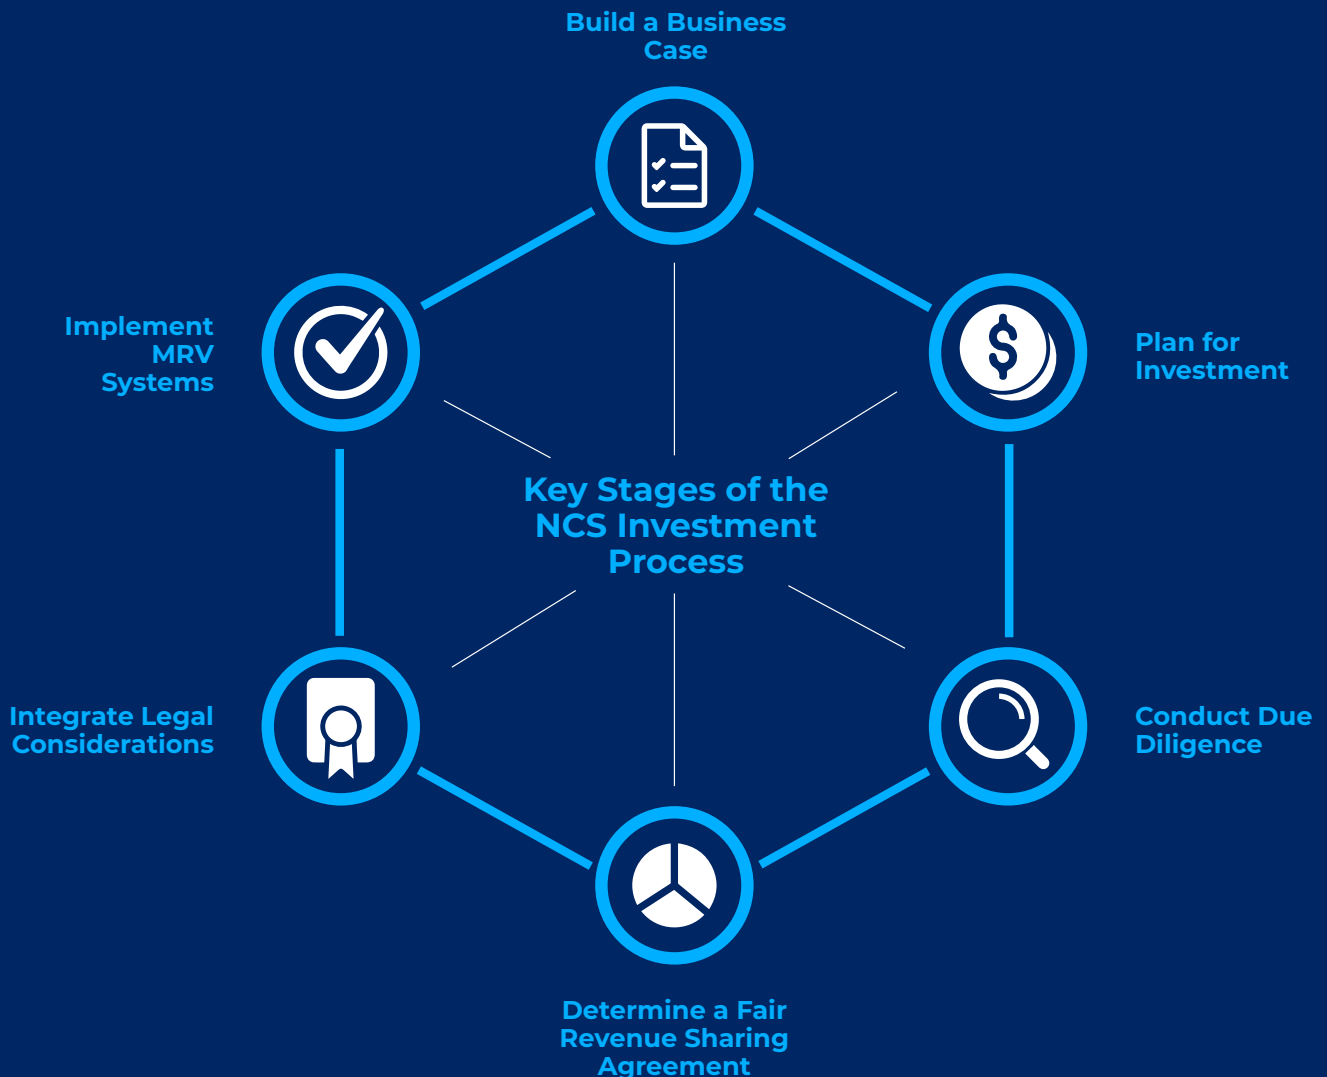 Build a Business
Case
Implement
MRV
Systems
Plan for
Investment
Key Stages of the
NCS Investment
Process
Integrate Legal
Considerations
Conduct Due
Diligence
Determine a Fair
Revenue Sharing
Agreement